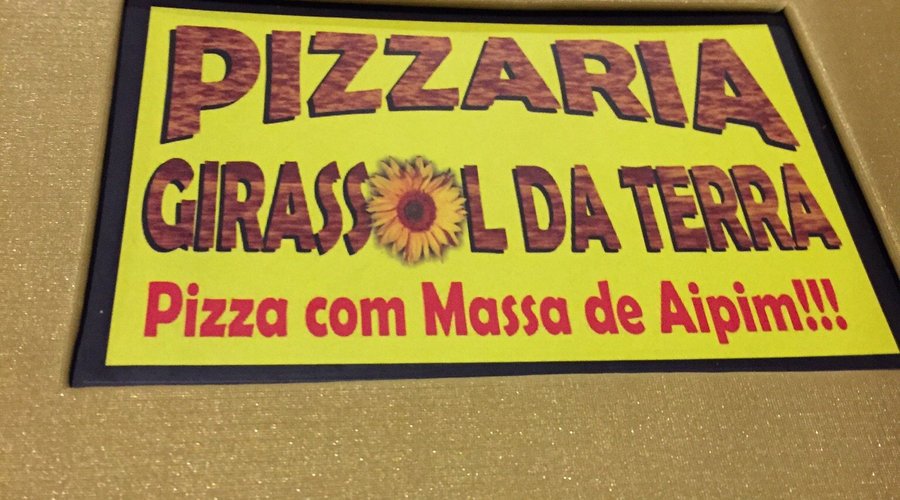 PIZZARIA
GIRASSOL DA TERRA
Pizza com Massa de Aipim!!!